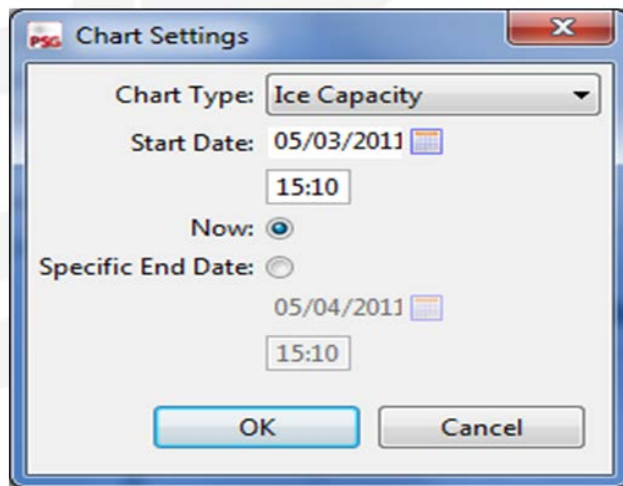 PSG Chart Settings
Chart Type: Ice Capacity
Start Date: 05/03/2011
15:10
Now:
Specific End Date:
05/04/2011
15:10
OK Cancel